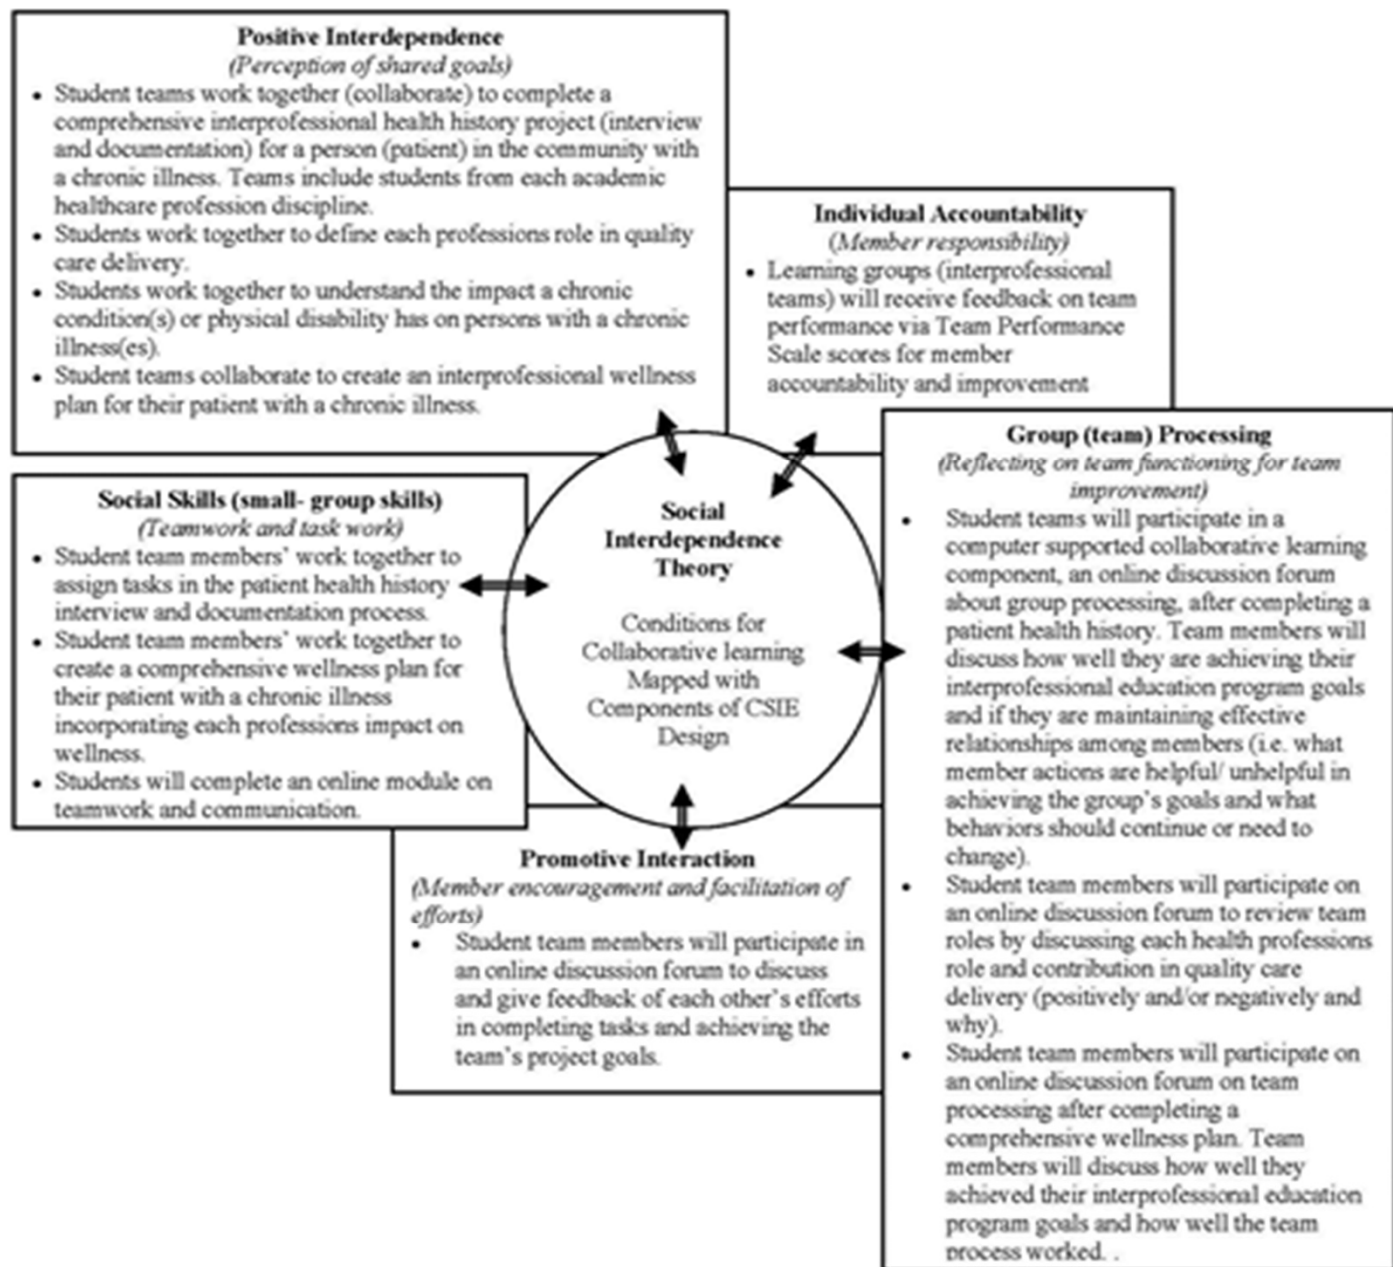 Positive Interdependence
(Perception of shared goals)
• Student teams work together (collaborate) to complete a
comprehensive interprofessional health history project (interview
and documentation) for a person (patient) in the community with
a chronic illness. Teams include students from each academic
healthcare profession discipline.
• Students work together to define each professions role in quality
care delivery.
• Students work together to understand the impact a chronic
condition(s) or physical disability has on persons with a chronic
illness(es).
• Student teams collaborate to create an interprofessional wellness
plan for their patient with a chronic illness.
Individual Accountability
(Member responsibility)
• Learning groups (interprofessional
teams) will receive feedback on team
performance via Team Performance
Scale scores for member
accountability and improvement
Social Skills (small- group skills)
(Teamwork and task work)
• Student team members' work together to
assign tasks in the patient health history
interview and documentation process.
• Student team members' work together to
create a comprehensive wellness plan for
their patient with a chronic illness
incorporating each professions impact on
wellness.
• Students will complete an online module on
teamwork and communication.
Social
Interdependence
Theory
Conditions for
Collaborative learning
Mapped with
Components of CSIE
Design
Group (team) Processing
(Reflecting on team functioning for team
improvement)
• Student teams will participate in a
computer supported collaborative learning
component, an online discussion forum
about group processing, after completing a
patient health history. Team members will
discuss how well they are achieving their
interprofessional education program goals
and if they are maintaining effective
relationships among members (i.e. what
member actions are helpful/ unhelpful in
achieving the group's goals and what
behaviors should continue or need to
change).
• Student team members will participate on
an online discussion forum to review team
roles by discussing each health professions
role and contribution in quality care
delivery (positively and/or negatively and
why).
• Student team members will participate on
an online discussion forum on team
processing after completing a
comprehensive wellness plan. Team
members will discuss how well they
achieved their interprofessional education
program goals and how well the team
process worked. .
Promotive Interaction
(Member encouragement and facilitation of
efforts)
• Student team members will participate in
an online discussion forum to discuss
and give feedback of each other's efforts
in completing tasks and achieving the
team's project goals.